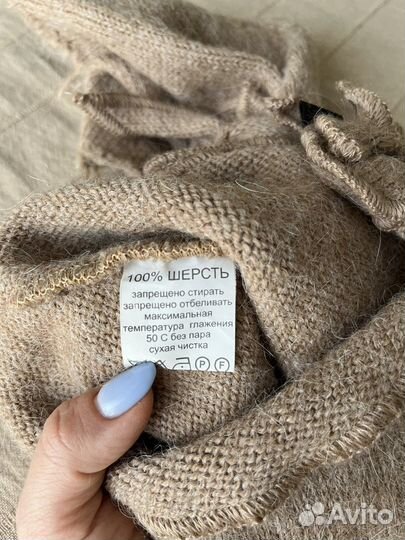 100% ШЕРСТЬ
запрещено стирать
запрещено отбеливать
максимальная
температура глажения
50 С без пара
сухая чистка
P F
Avito